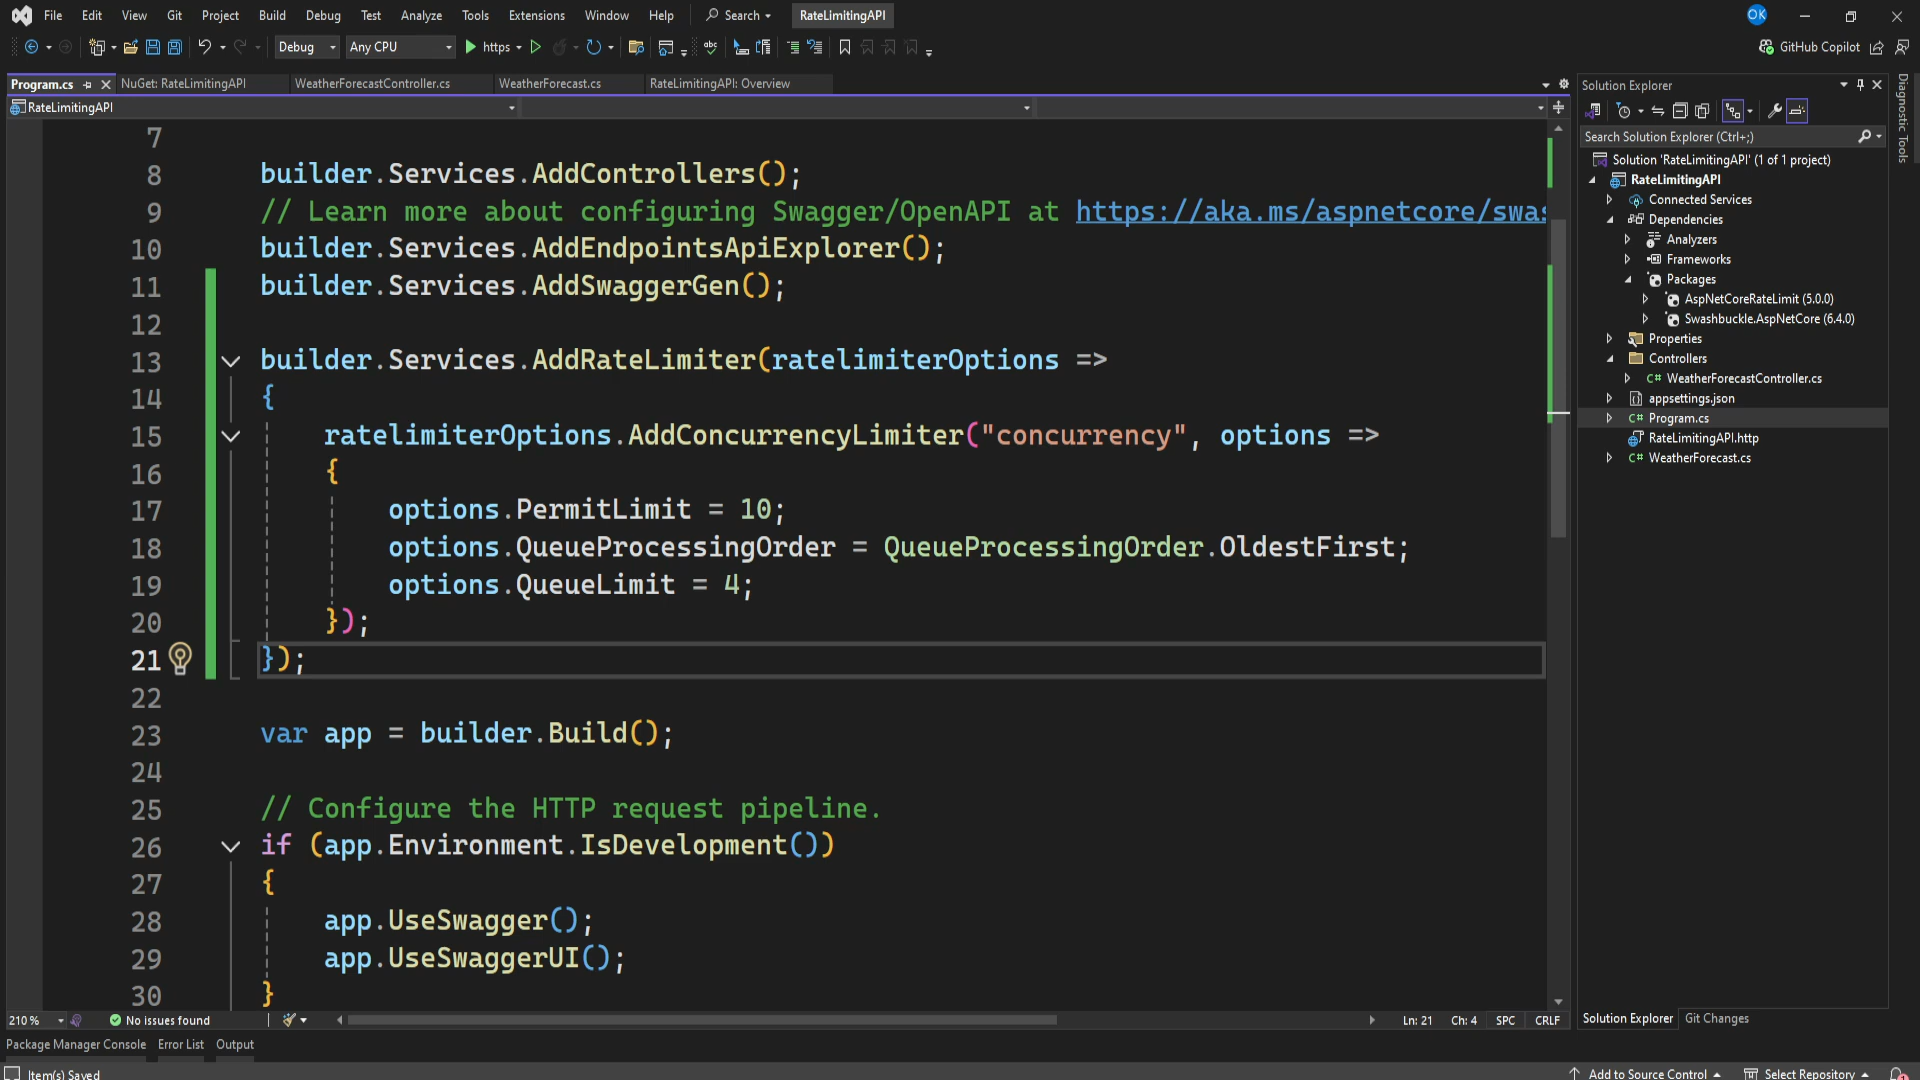 File Edit View Git Project Build Debug Test Analyze Tools Extensions Window Help Search RateLimitingAPI OK
Debug Any CPU https GitHub Copilot
Program.cs NuGet: RateLimitingAPI WeatherForecastController.cs WeatherForecast.cs RateLimitingAPI: Overview
RateLimitingAPI
7
8 builder.Services.AddControllers();
9 // Learn more about configuring Swagger/OpenAPI at https://aka.ms/aspnetcore/swas
10 builder.Services.AddEndpointsApiExplorer();
11 builder.Services.AddSwaggerGen();
12
13 builder.Services.AddRateLimiter(ratelimiterOptions =>
14 {
15 ratelimiterOptions.AddConcurrencyLimiter("concurrency", options =>
16 {
17 options.PermitLimit = 10;
18 options.QueueProcessingOrder = QueueProcessingOrder.OldestFirst;
19 options.QueueLimit = 4;
20 });
21 });
22
23 var app = builder.Build();
24
25 // Configure the HTTP request pipeline.
26 if (app.Environment.IsDevelopment())
27 {
28 app.UseSwagger();
29 app.UseSwaggerUI();
30 }
210 % No issues found Ln: 21 Ch: 4 SPC CRLF
Package Manager Console Error List Output
Item(s) Saved Add to Source Control Select Repository
Solution Explorer
Search Solution Explorer (Ctrl+;)
Solution 'RateLimitingAPI' (1 of 1 project)
RateLimitingAPI
Connected Services
Dependencies
Analyzers
Frameworks
Packages
AspNetCoreRateLimit (5.0.0)
Swashbuckle.AspNetCore (6.4.0)
Properties
Controllers
C# WeatherForecastController.cs
appsettings.json
C# Program.cs
RateLimitingAPI.http
C# WeatherForecast.cs
Solution Explorer Git Changes
Diagnostic Tools